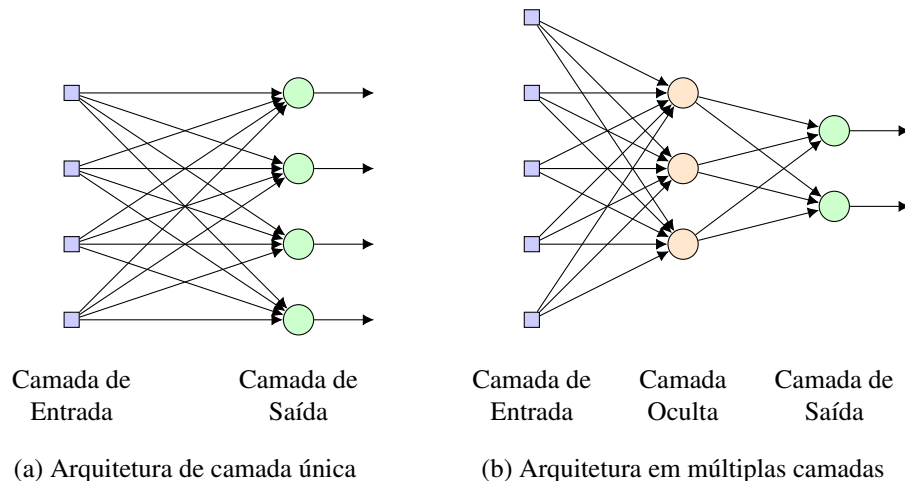 Camada de
Entrada
Camada de
Saída
(a) Arquitetura de camada única
Camada de
Entrada
Camada
Oculta
Camada de
Saída
(b) Arquitetura em múltiplas camadas